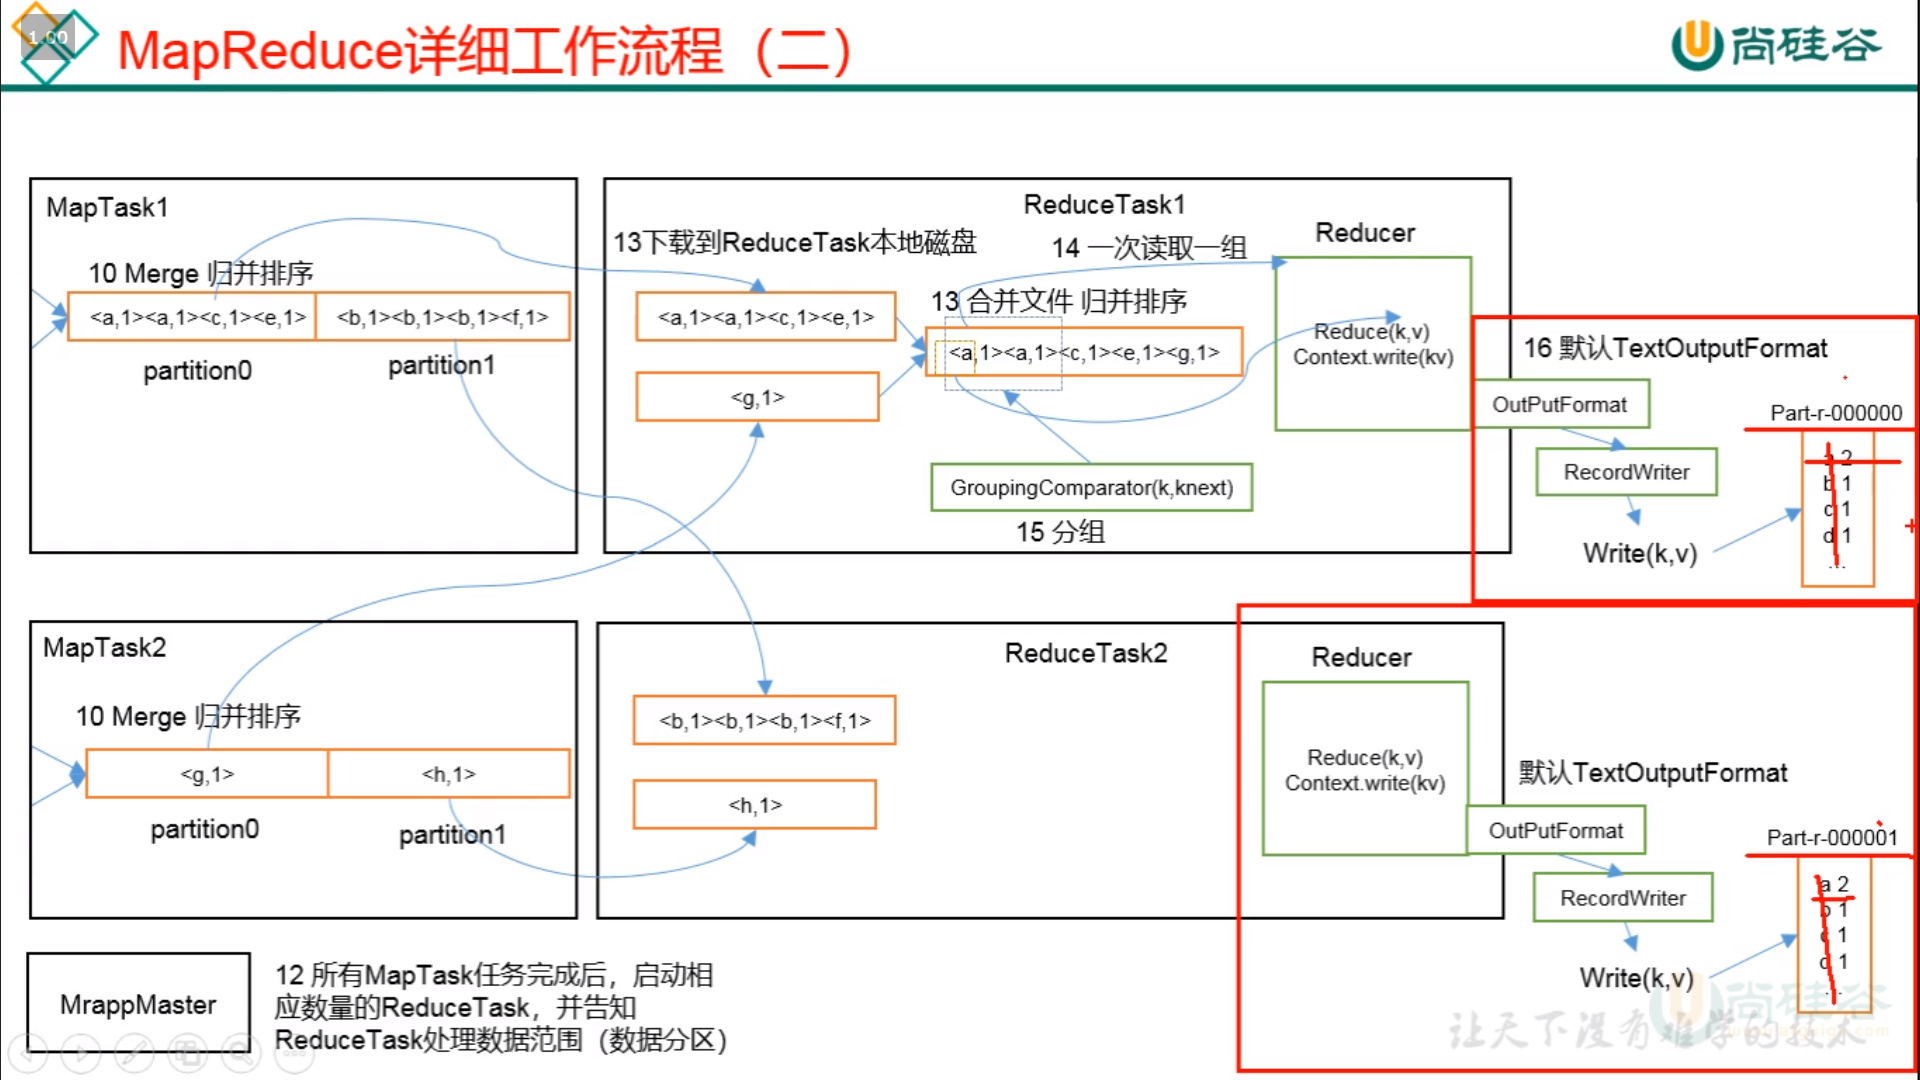 1.00
MapReduce详细工作流程（二）
尚硅谷
MapTask1
10 Merge 归并排序
<a,1><a,1><c,1><e,1>
<b,1><b,1><b,1><f,1>
partition0
partition1
ReduceTask1
13下载到ReduceTask本地磁盘
14 一次读取一组
Reducer
<a,1><a,1><c,1><e,1>
13 合并文件 归并排序
<a,1><a,1><c,1><e,1><g,1>
<g,1>
Reduce(k,v)
Context.write(kv)
GroupingComparator(k,knext)
15 分组
16 默认TextOutputFormat
OutPutFormat
Part-r-000000
RecordWriter
a 2
b 1
c 1
d 1
...
Write(k,v)
MapTask2
10 Merge 归并排序
<g,1>
<h,1>
partition0
partition1
ReduceTask2
<b,1><b,1><b,1><f,1>
<h,1>
Reducer
Reduce(k,v)
Context.write(kv)
默认TextOutputFormat
OutPutFormat
Part-r-000001
RecordWriter
a 2
b 1
c 1
d 1
...
Write(k,v)
MrappMaster
12 所有MapTask任务完成后，启动相
应数量的ReduceTask，并告知
ReduceTask处理数据范围（数据分区）
尚硅谷
让天下没有难学的技术